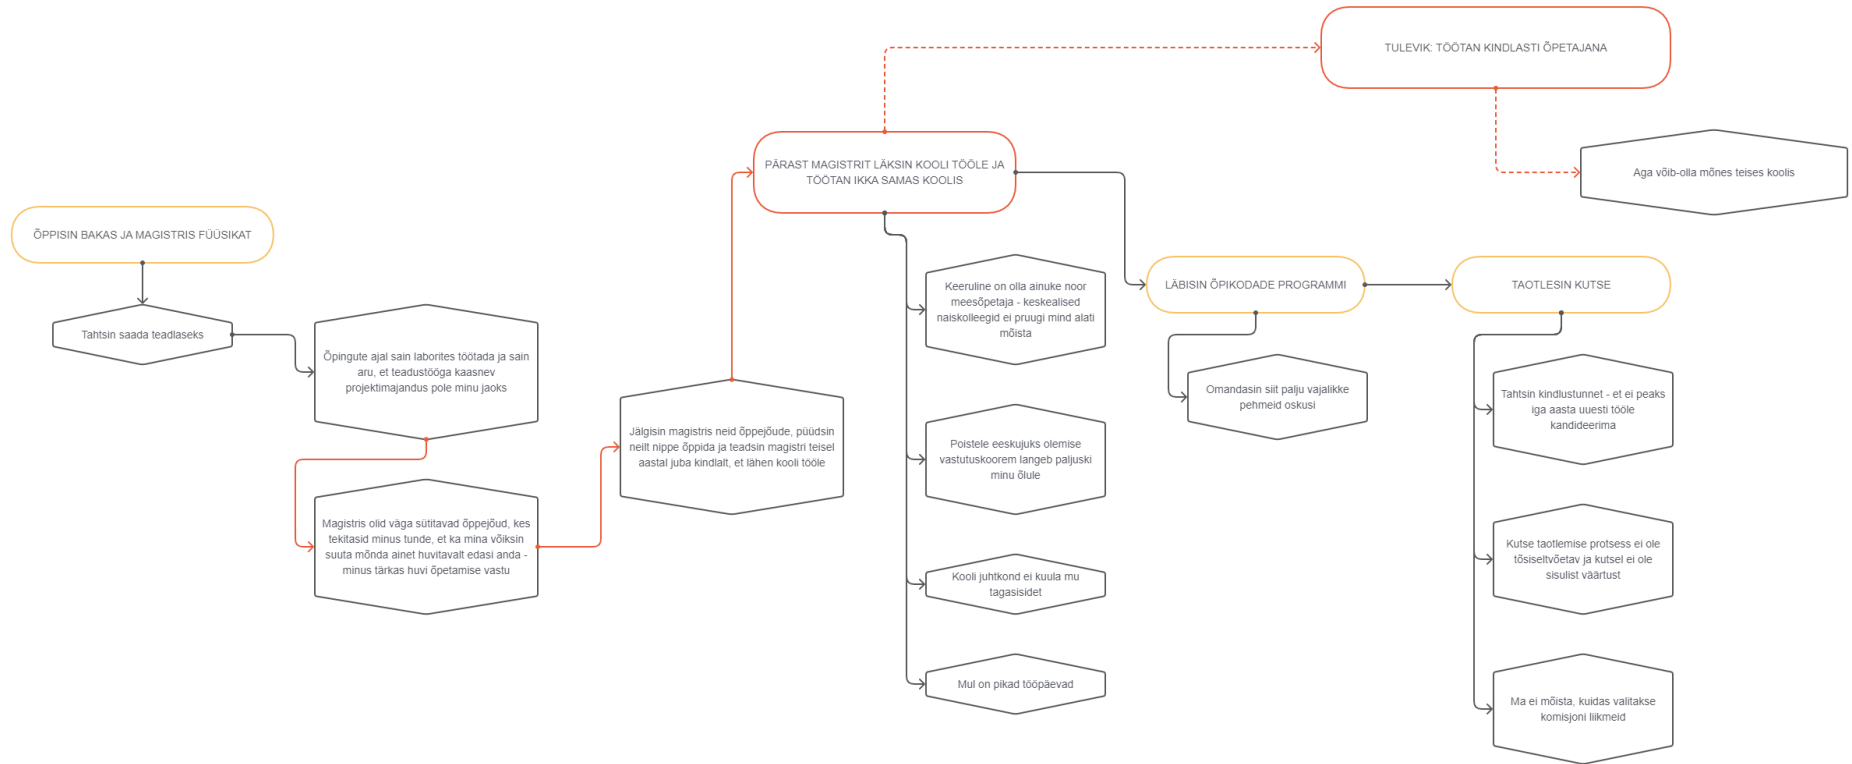 TULEVIK: TÖÖTAN KINDLASTI ÕPETAJANA
Aga võib-olla mõnes teises koolis
PÄRAST MAGISTRIT LÄKSIN KOOLI TÖÖLE JA
TÖÖTAN IKKA SAMAS KOOLIS
ÕPPISIN BAKAS JA MAGISTRIS FÜÜSIKAT
Tahtsin saada teadlaseks
Õpingute ajal sain laborites töötada ja sain
aru, et teadustööga kaasnev
projektimajandus pole minu jaoks
Magistris olid väga sütitavad õppejõud, kes
tekitasid minus tunde, et ka mina võiksin
suuta mõnda ainet huvitavalt edasi anda -
minus tärkas huvi õpetamise vastu
Jälgisin magistris neid õppejõude, püüdsin
neilt nippe õppida ja teadsin magistri teisel
aastal juba kindlalt, et lähen kooli tööle
Keeruline on olla ainuke noor
meesõpetaja - keskealised
naiskolleegid ei pruugi mind alati
mõista
Poistele eeskujuks olemise
vastutuskoorem langeb paljuski
minu õlule
Kooli juhtkond ei kuula mu
tagasisidet
Mul on pikad tööpäevad
LÄBISIN ÕPIKODADE PROGRAMMI
Omandasin siit palju vajalikke
pehmeid oskusi
TAOTLESIN KUTSE
Tahtsin kindlustunnet - et ei peaks
iga aasta uuesti tööle
kandideerima
Kutse taotlemise protsess ei ole
tõsiseltvõetav ja kutsel ei ole
sisulist väärtust
Ma ei mõista, kuidas valitakse
komisjoni liikmeid